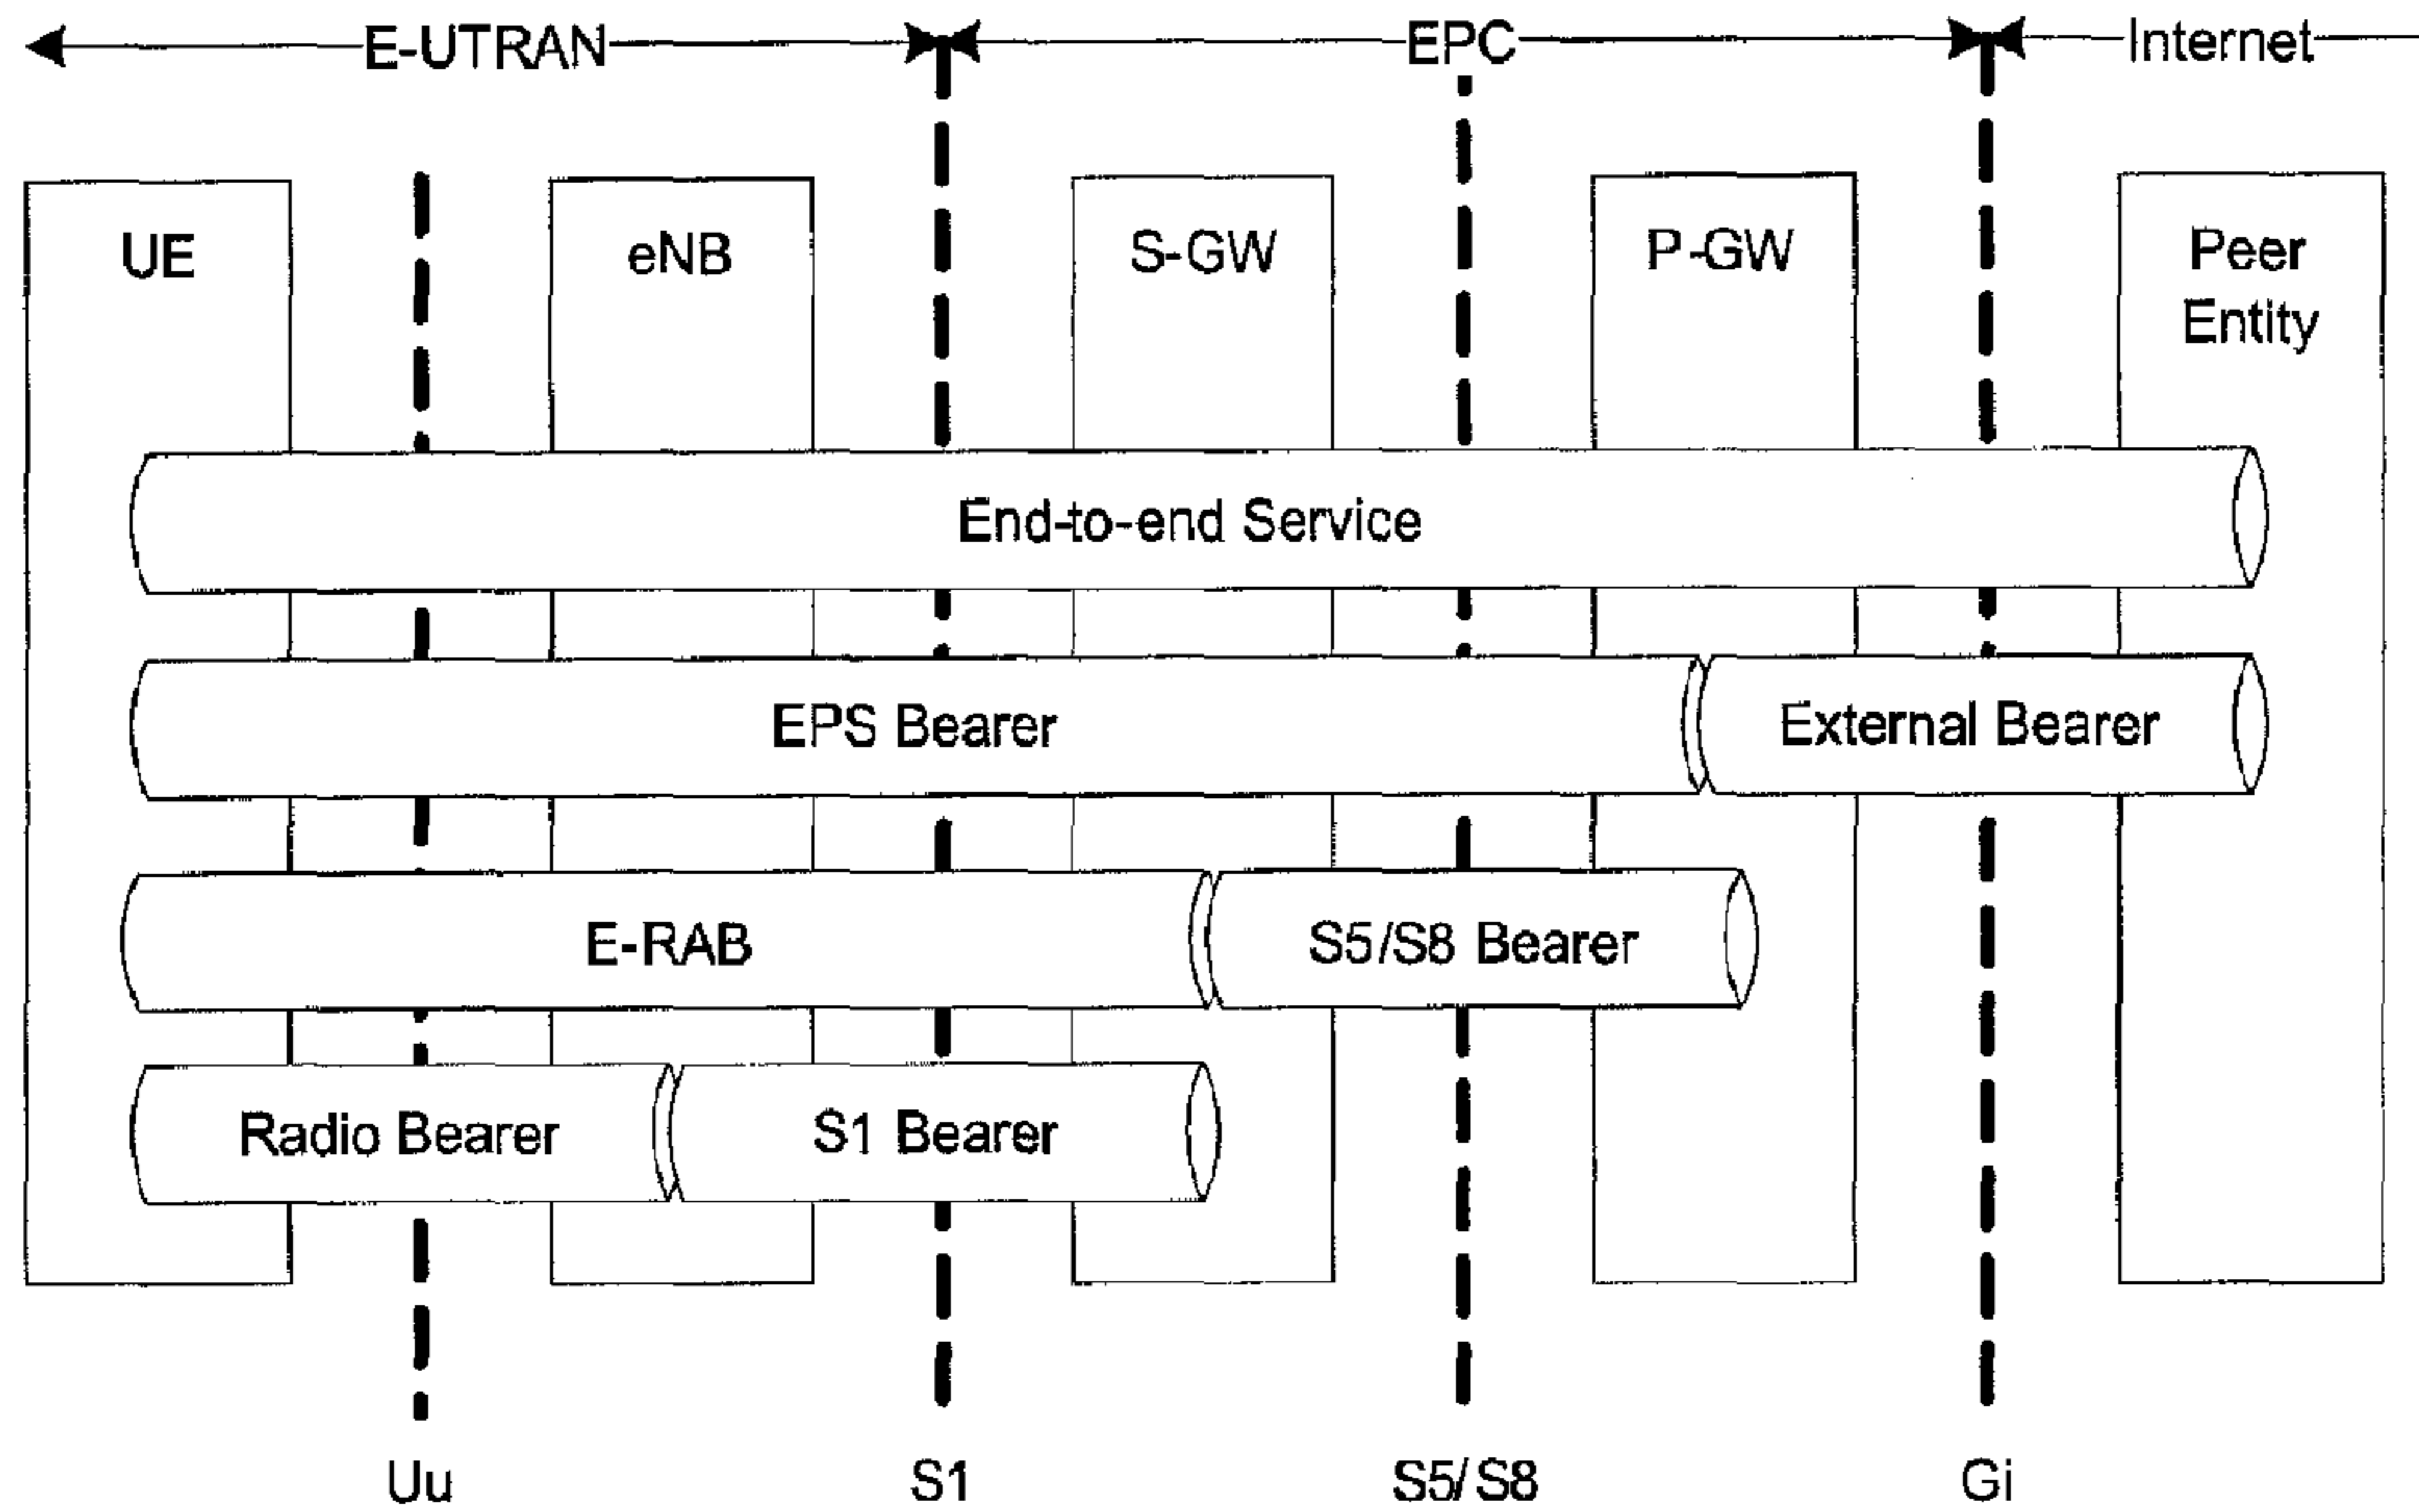 E-UTRAN EPC Internet
UE eNB S-GW P-GW Peer
Entity
End-to-end Service
EPS Bearer External Bearer
E-RAB S5/S8 Bearer
Radio Bearer S1 Bearer
Uu S1 S5/S8 Gi